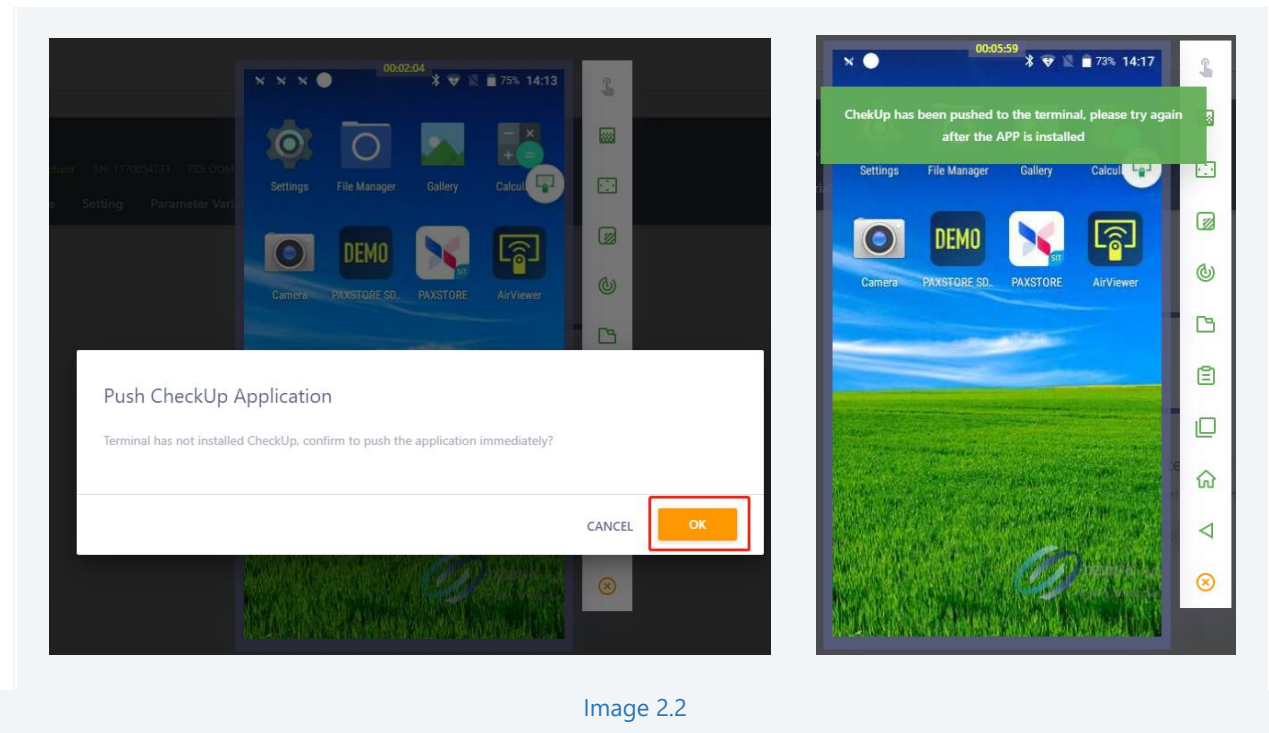 00:02:04
75% 14:13
Settings File Manager Gallery Calcul
SN: 1170054731 TID:
Setting Parameter Vari
DEMO
SIT
Camera PAXSTORE SD.. PAXSTORE AirViewer
Push CheckUp Application
Terminal has not installed CheckUp, confirm to push the application immediately?
CANCEL OK
00:05:59
73% 14:17
ChekUp has been pushed to the terminal, please try again
after the APP is installed
Settings File Manager Gallery Calcul
DEMO
SIT
Camera PAXSTORE SD.. PAXSTORE AirViewer
Image 2.2